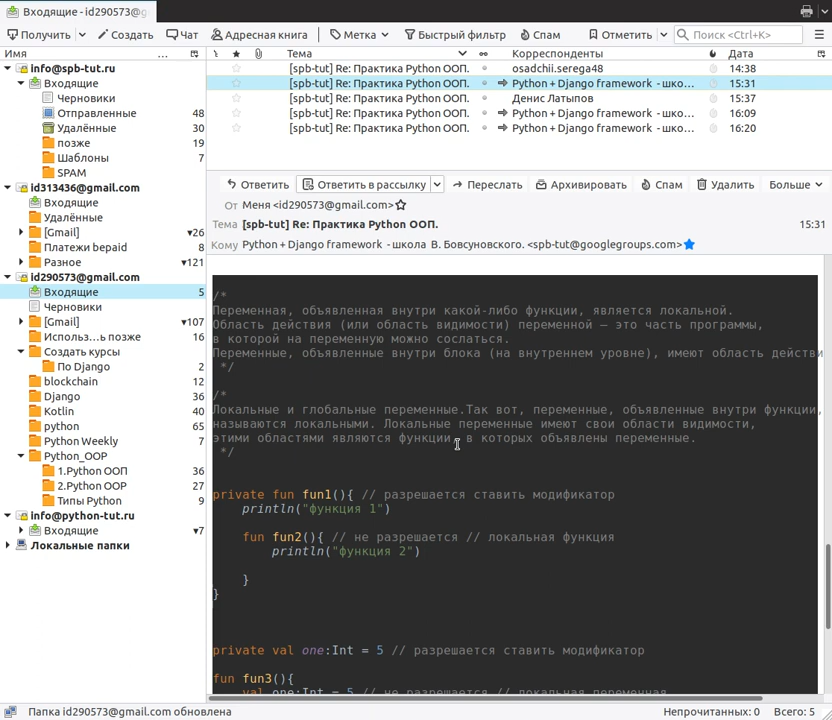 Входящие - id290573@g
Получить
Создать
Чат
Адресная книга
Метка
Быстрый фильтр
Спам
Отметить
Поиск <Ctrl+K>
Имя
...
Тема
Корреспонденты
Дата
[spb-tut] Re: Практика Python ООП. osadchii.serega48 14:38
[spb-tut] Re: Практика Python ООП. Python + Django framework - шко... 15:31
[spb-tut] Re: Практика Python ООП. Денис Латыпов 15:37
[spb-tut] Re: Практика Python ООП. Python + Django framework - шко... 16:09
[spb-tut] Re: Практика Python ООП. Python + Django framework - шко... 16:20
info@spb-tut.ru
Входящие
Черновики
Отправленные 48
Удалённые 30
позже 19
Шаблоны 7
SPAM
id313436@gmail.com
Входящие
Удалённые
[Gmail] ▾26
Платежи bepaid 8
Разное ▾121
id290573@gmail.com
Входящие 5
Черновики
[Gmail] ▾107
Использ...ь позже 16
Создать курсы
По Django 2
blockchain 12
Django 36
Kotlin 40
python 65
Python Weekly 7
Python_OOP
1.Python ООП 36
2.Python OOP 27
Типы Python 9
info@python-tut.ru
Входящие ▾7
Локальные папки
Ответить
Ответить в рассылку
Переслать
Архивировать
Спам
Удалить
Больше
От Меня <id290573@gmail.com>
Тема [spb-tut] Re: Практика Python ООП. 15:31
Кому Python + Django framework - школа В. Бовсуновского. <spb-tut@googlegroups.com>
/*
Переменная, объявленная внутри какой-либо функции, является локальной.
Область действия (или область видимости) переменной — это часть программы,
в которой на переменную можно сослаться.
Переменные, объявленные внутри блока (на внутреннем уровне), имеют область действи
*/
/*
Локальные и глобальные переменные.Так вот, переменные, объявленные внутри функции,
называются локальными. Локальные переменные имеют свои области видимости,
этими областями являются функции, в которых объявлены переменные.
*/
private fun fun1(){ // разрешается ставить модификатор
println("функция 1")
fun fun2(){ // не разрешается // локальная функция
println("функция 2")
}
}
private val one:Int = 5 // разрешается ставить модификатор
fun fun3(){
val one:Int = 5 // не разрешается // локальная переменная
Папка id290573@gmail.com обновлена
Непрочитанных: 0
Всего: 5